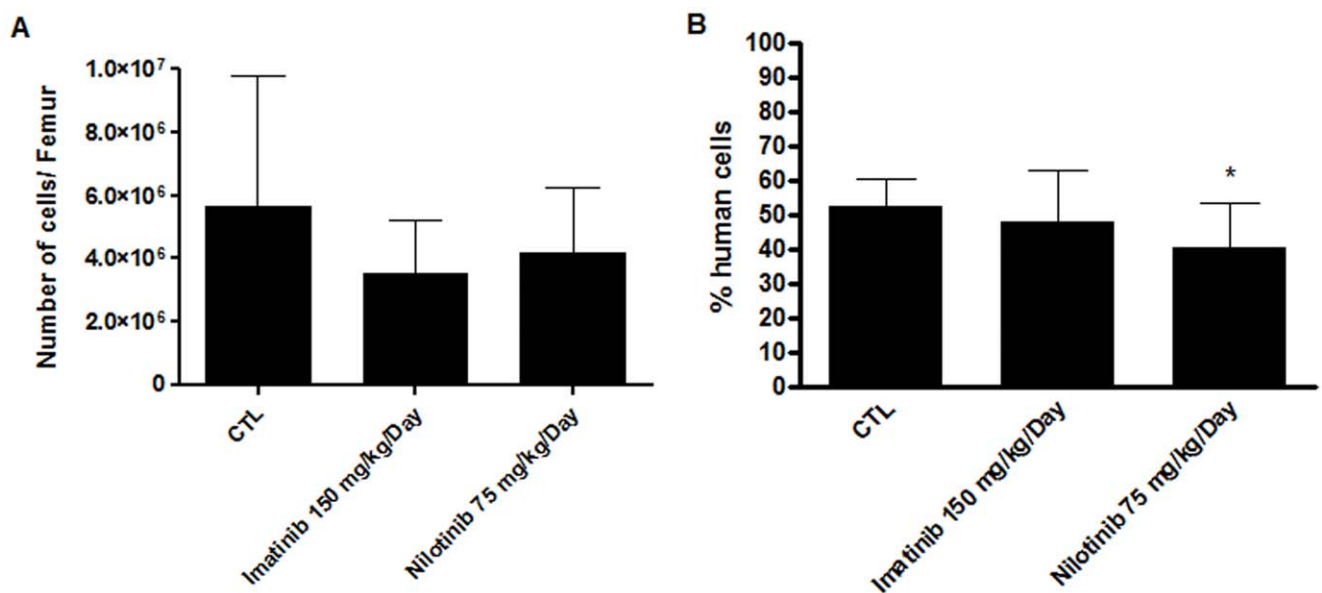 A
Number of cells/ Femur
1.0×10⁷
8.0×10⁶
6.0×10⁶
4.0×10⁶
2.0×10⁶
0
CTL
Imatinib 150 mg/kg/Day
Nilotinib 75 mg/kg/Day
B
% human cells
100
90
80
70
60
50
40
30
20
10
0
*
CTL
Imatinib 150 mg/kg/Day
Nilotinib 75 mg/kg/Day